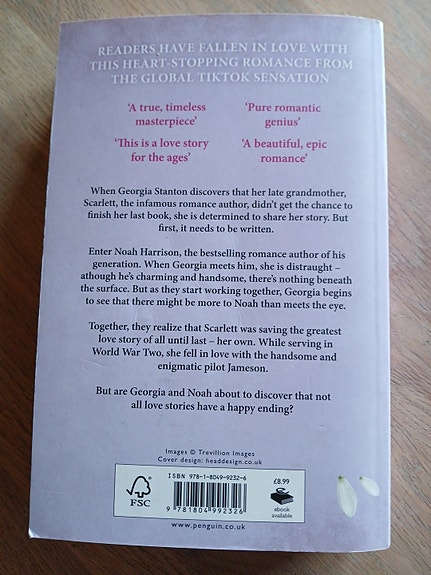 READERS HAVE FALLEN IN LOVE WITH
THIS HEART-STOPPING ROMANCE FROM
THE GLOBAL TIKTOK SENSATION
‘A true, timeless
masterpiece’
‘Pure romantic
genius’
‘This is a love story
for the ages’
‘A beautiful, epic
romance’
When Georgia Stanton discovers that her late grandmother,
Scarlett, the infamous romance author, didn't get the chance to
finish her last book, she is determined to share her story. But
first, it needs to be written.
Enter Noah Harrison, the bestselling romance author of his
generation. When Georgia meets him, she is distraught –
athough he's charming and handsome, there's nothing beneath
the surface. But as they start working together, Georgia begins
to see that there might be more to Noah than meets the eye.
Together, they realize that Scarlett was saving the greatest
love story of all until last – her own. While serving in
World War Two, she fell in love with the handsome and
enigmatic pilot Jameson.
But are Georgia and Noah about to discover that not
all love stories have a happy ending?
Images © Trevillion Images
Cover design: headdesign.co.uk
FSC
ISBN 978-1-8049-9232-6
9 781804 992326
£8.99
ebook
available
www.penguin.co.uk